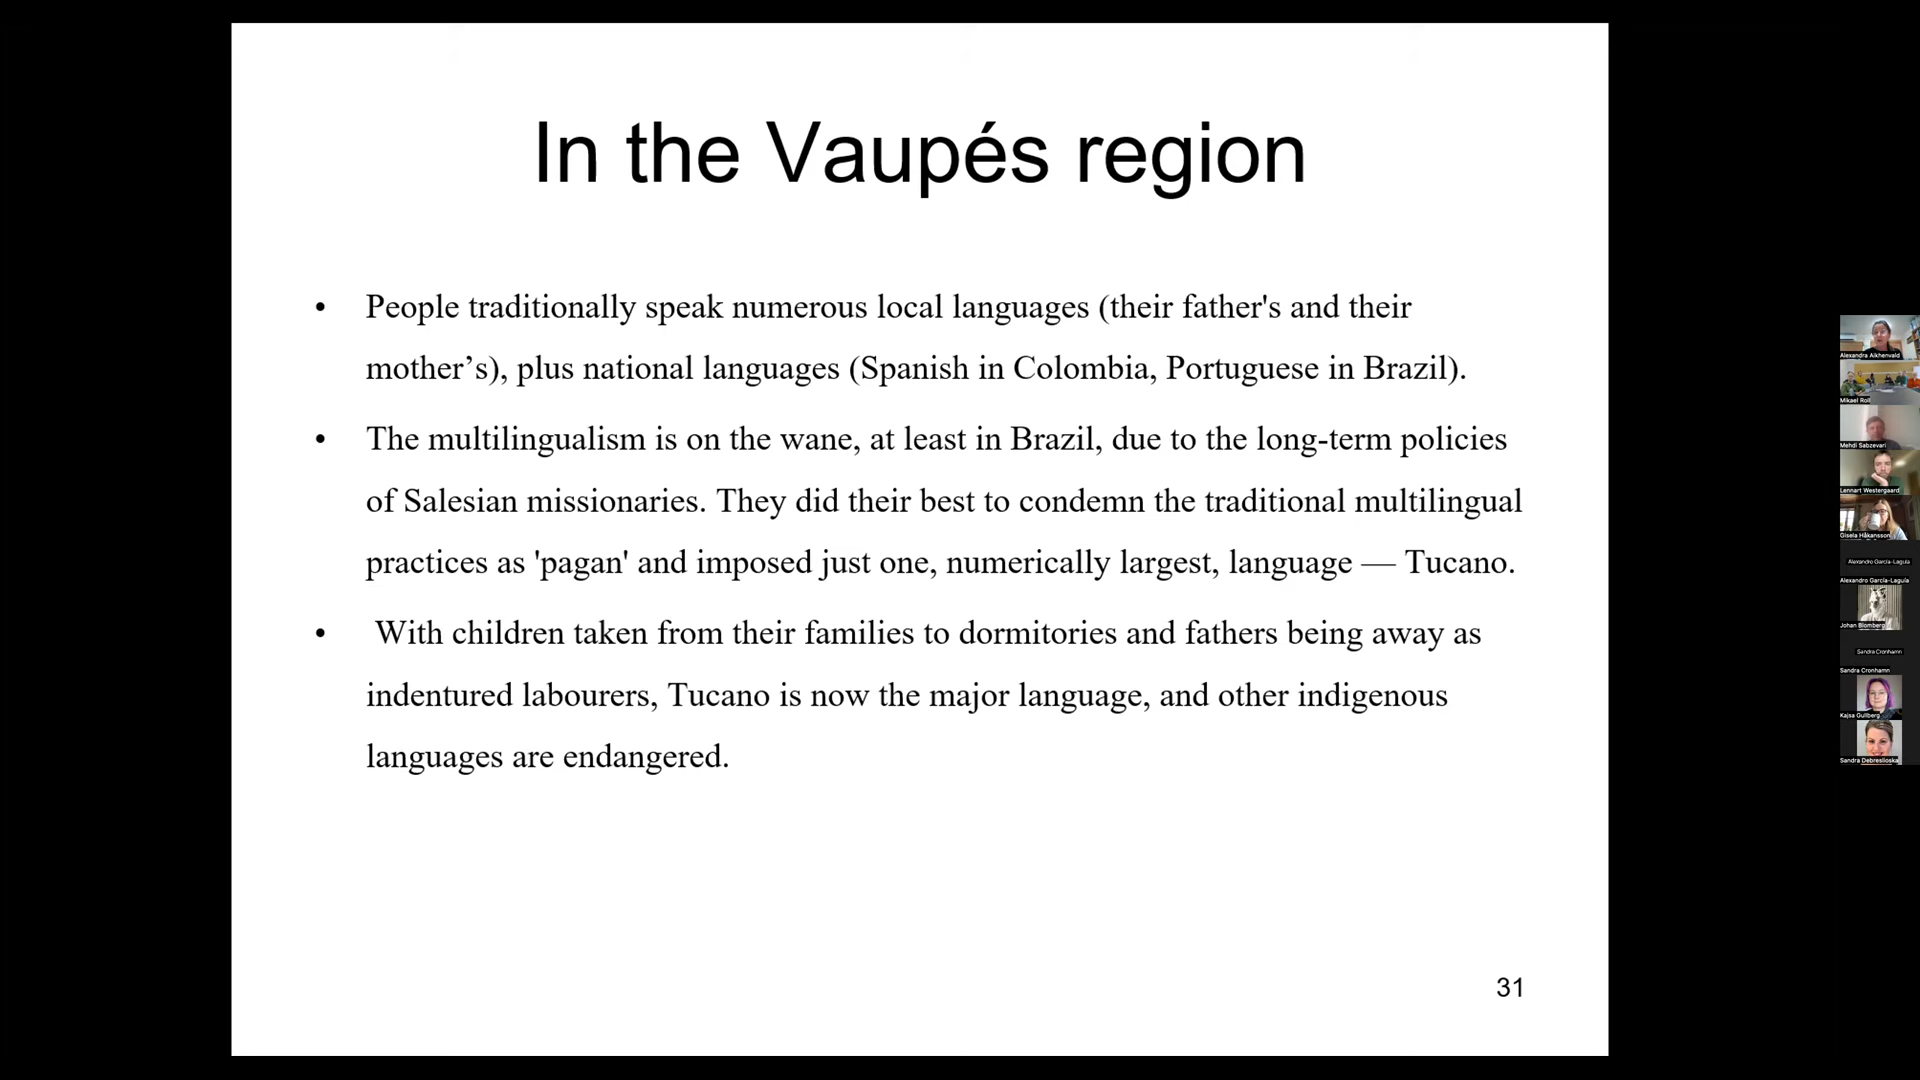 In the Vaupés region
• People traditionally speak numerous local languages (their father's and their
mother’s), plus national languages (Spanish in Colombia, Portuguese in Brazil).
• The multilingualism is on the wane, at least in Brazil, due to the long-term policies
of Salesian missionaries. They did their best to condemn the traditional multilingual
practices as 'pagan' and imposed just one, numerically largest, language — Tucano.
• With children taken from their families to dormitories and fathers being away as
indentured labourers, Tucano is now the major language, and other indigenous
languages are endangered.
31
Alexandra Aikhenvald
Mikael Roll
Mehdi Sabzevari
Lennart Westergaard
Gisela Håkansson
Alexandro García-Laguía
Alexandro García-Laguía
Johan Blomberg
Sandra Cronhamn
Sandra Cronhamn
Kajsa Gullberg
Sandra Debreslioska